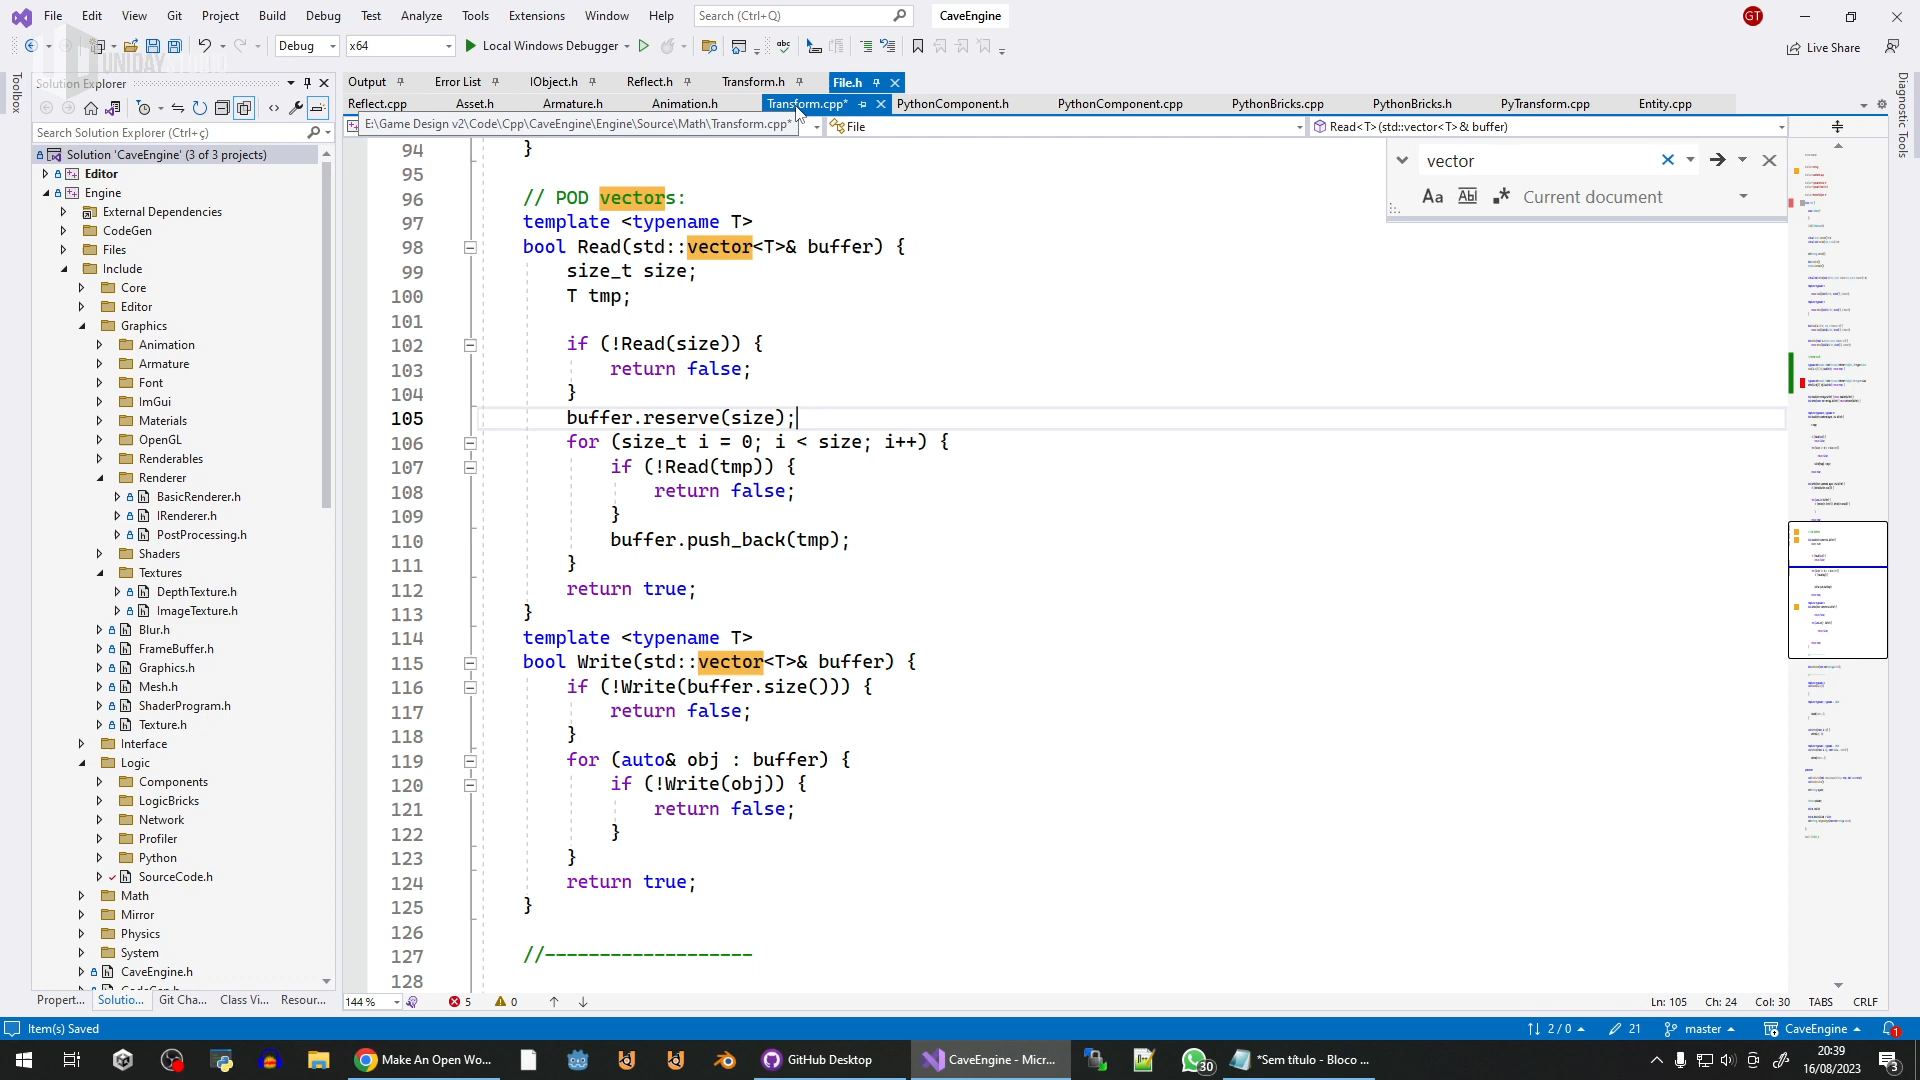 File Edit View Git Project Build Debug Test Analyze Tools Extensions Window Help Search (Ctrl+Q) CaveEngine GT
Debug x64 Local Windows Debugger Live Share
UNIDAY STUDIO
Toolbox
Solution Explorer
Search Solution Explorer (Ctrl+ç)
Solution 'CaveEngine' (3 of 3 projects)
Editor
Engine
External Dependencies
CodeGen
Files
Include
Core
Editor
Graphics
Animation
Armature
Font
ImGui
Materials
OpenGL
Renderables
Renderer
BasicRenderer.h
IRenderer.h
PostProcessing.h
Shaders
Textures
DepthTexture.h
ImageTexture.h
Blur.h
FrameBuffer.h
Graphics.h
Mesh.h
ShaderProgram.h
Texture.h
Interface
Logic
Components
LogicBricks
Network
Profiler
Python
SourceCode.h
Math
Mirror
Physics
System
CaveEngine.h
CodeGen.h
Propert... Solutio... Git Cha... Class Vi... Resour...
Output Error List IObject.h Reflect.h Transform.h File.h
Reflect.cpp Asset.h Armature.h Animation.h Transform.cpp* PythonComponent.h PythonComponent.cpp PythonBricks.cpp PythonBricks.h PyTransform.cpp Entity.cpp
E:\Game Design v2\Code\Cpp\CaveEngine\Engine\Source\Math\Transform.cpp* File Read<T>(std::vector<T>& buffer)
vector
Aa Ab .* Current document
94 }
95
96 // POD vectors:
97 template <typename T>
98 bool Read(std::vector<T>& buffer) {
99 size_t size;
100 T tmp;
101
102 if (!Read(size)) {
103 return false;
104 }
105 buffer.reserve(size);
106 for (size_t i = 0; i < size; i++) {
107 if (!Read(tmp)) {
108 return false;
109 }
110 buffer.push_back(tmp);
111 }
112 return true;
113 }
114 template <typename T>
115 bool Write(std::vector<T>& buffer) {
116 if (!Write(buffer.size())) {
117 return false;
118 }
119 for (auto& obj : buffer) {
120 if (!Write(obj)) {
121 return false;
122 }
123 }
124 return true;
125 }
126
127 //-------------------
128
144 % 5 0 Ln: 105 Ch: 24 Col: 30 TABS CRLF
Diagnostic Tools
Item(s) Saved 2 / 0 21 master CaveEngine 1
Make An Open Wo... GitHub Desktop CaveEngine - Micr... 30 *Sem título - Bloco ... 20:39
16/08/2023 3